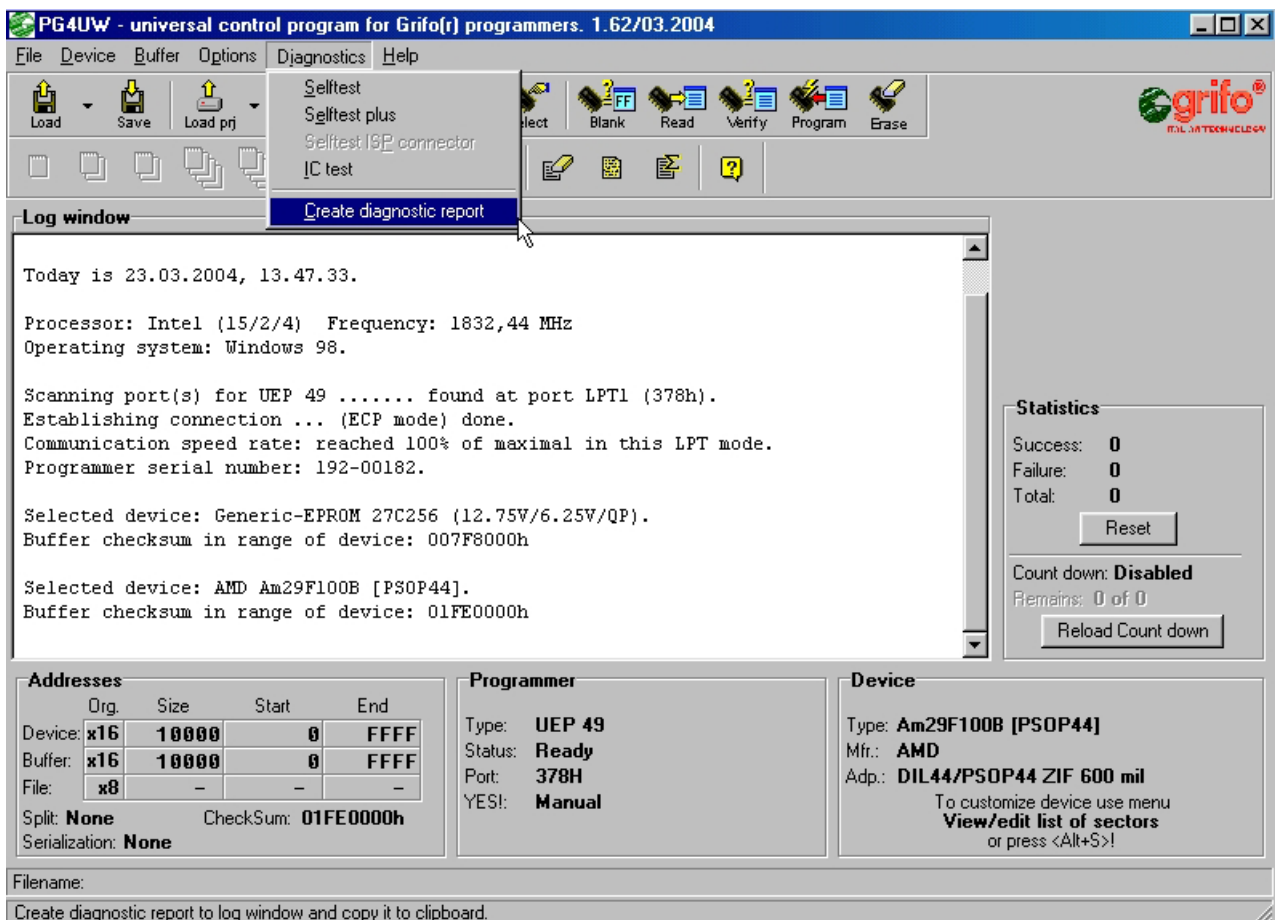 PG4UW - universal control program for Grifo(r) programmers. 1.62/03.2004
File Device Buffer Options Diagnostics Help
Load Save Load prj lect Blank Read Verify Program Erase
grifo®
ITALIAN TECHNOLOGY
Selftest
Selftest plus
Selftest ISP connector
IC test
Create diagnostic report
Log window
Today is 23.03.2004, 13.47.33.
Processor: Intel (15/2/4) Frequency: 1832,44 MHz
Operating system: Windows 98.
Scanning port(s) for UEP 49 ....... found at port LPT1 (378h).
Establishing connection ... (ECP mode) done.
Communication speed rate: reached 100% of maximal in this LPT mode.
Programmer serial number: 192-00182.
Selected device: Generic-EPROM 27C256 (12.75V/6.25V/QP).
Buffer checksum in range of device: 007F8000h
Selected device: AMD Am29F100B [PSOP44].
Buffer checksum in range of device: 01FE0000h
Statistics
Success: 0
Failure: 0
Total: 0
Reset
Count down: Disabled
Remains: 0 of 0
Reload Count down
Addresses
Org. Size Start End
Device: x16 10000 0 FFFF
Buffer: x16 10000 0 FFFF
File: x8 - - -
Split: None CheckSum: 01FE0000h
Serialization: None
Programmer
Type: UEP 49
Status: Ready
Port: 378H
YES!: Manual
Device
Type: Am29F100B [PSOP44]
Mfr.: AMD
Adp.: DIL44/PSOP44 ZIF 600 mil
To customize device use menu
View/edit list of sectors
or press <Alt+S>!
Filename:
Create diagnostic report to log window and copy it to clipboard.